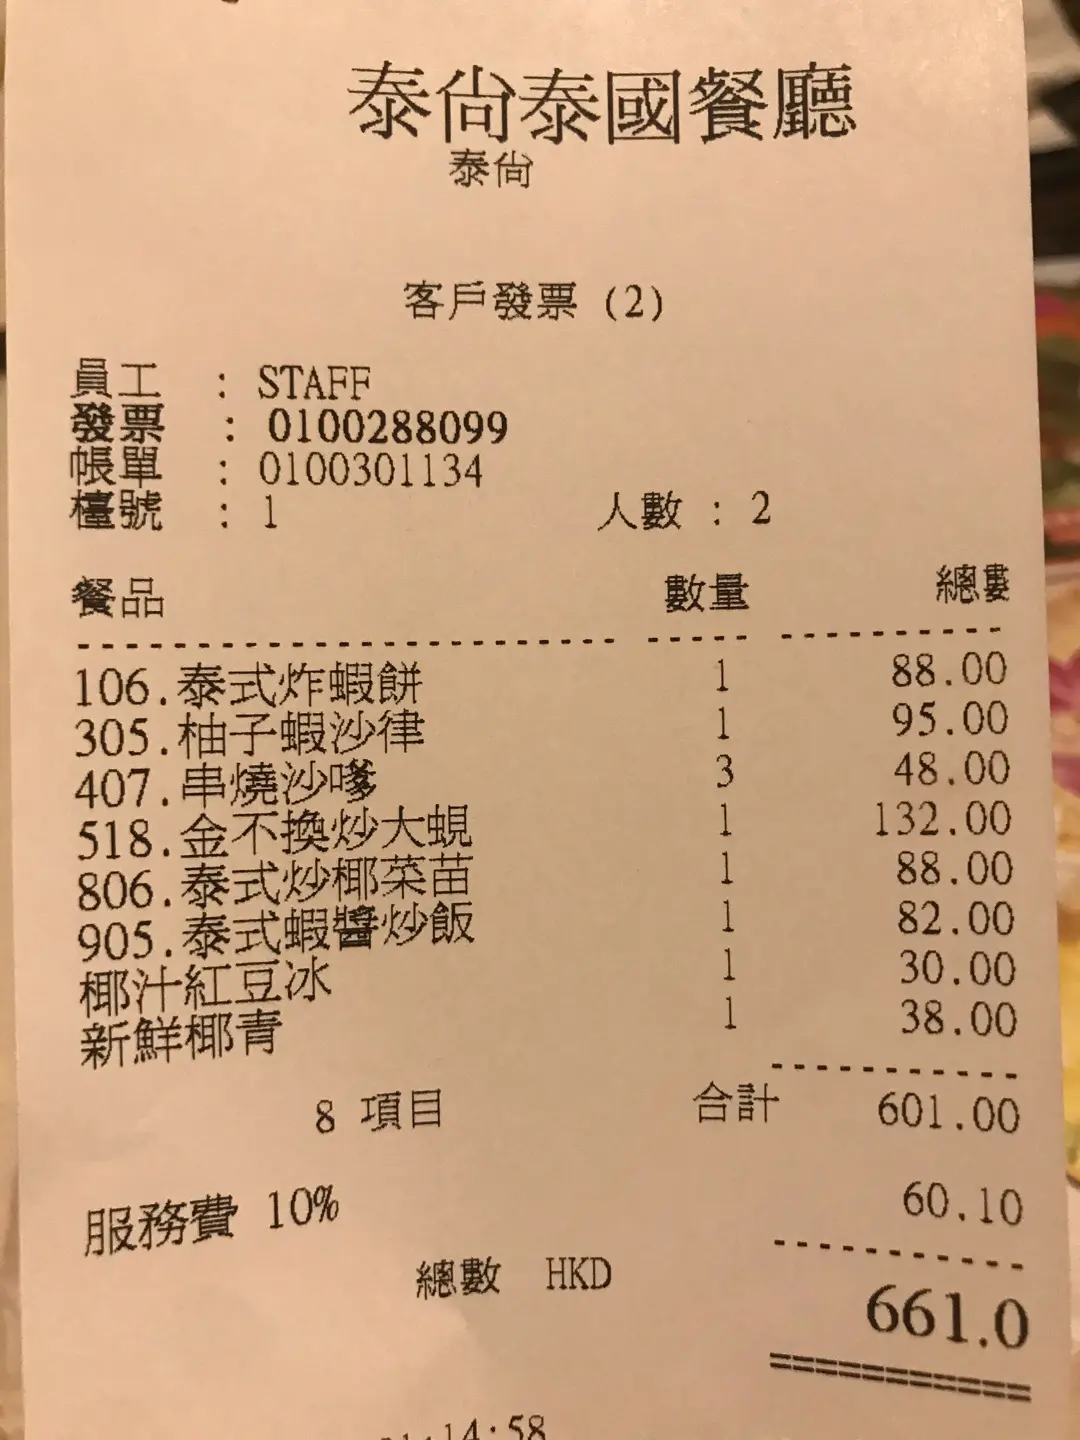 泰尙泰國餐廳
泰尙
客戶發票 (2)
員工 : STAFF
發票 : 0100288099
帳單 : 0100301134
檯號 : 1 人數 : 2
餐品 數量 總數
106.泰式炸蝦餅 1 88.00
305.柚子蝦沙律 1 95.00
407.串燒沙嗲 3 48.00
518.金不換炒大蜆 1 132.00
806.泰式炒椰菜苗 1 88.00
905.泰式蝦醬炒飯 1 82.00
椰汁紅豆冰 1 30.00
新鮮椰青 1 38.00
8 項目 合計 601.00
服務費 10% 60.10
總數 HKD 661.0
:14:58